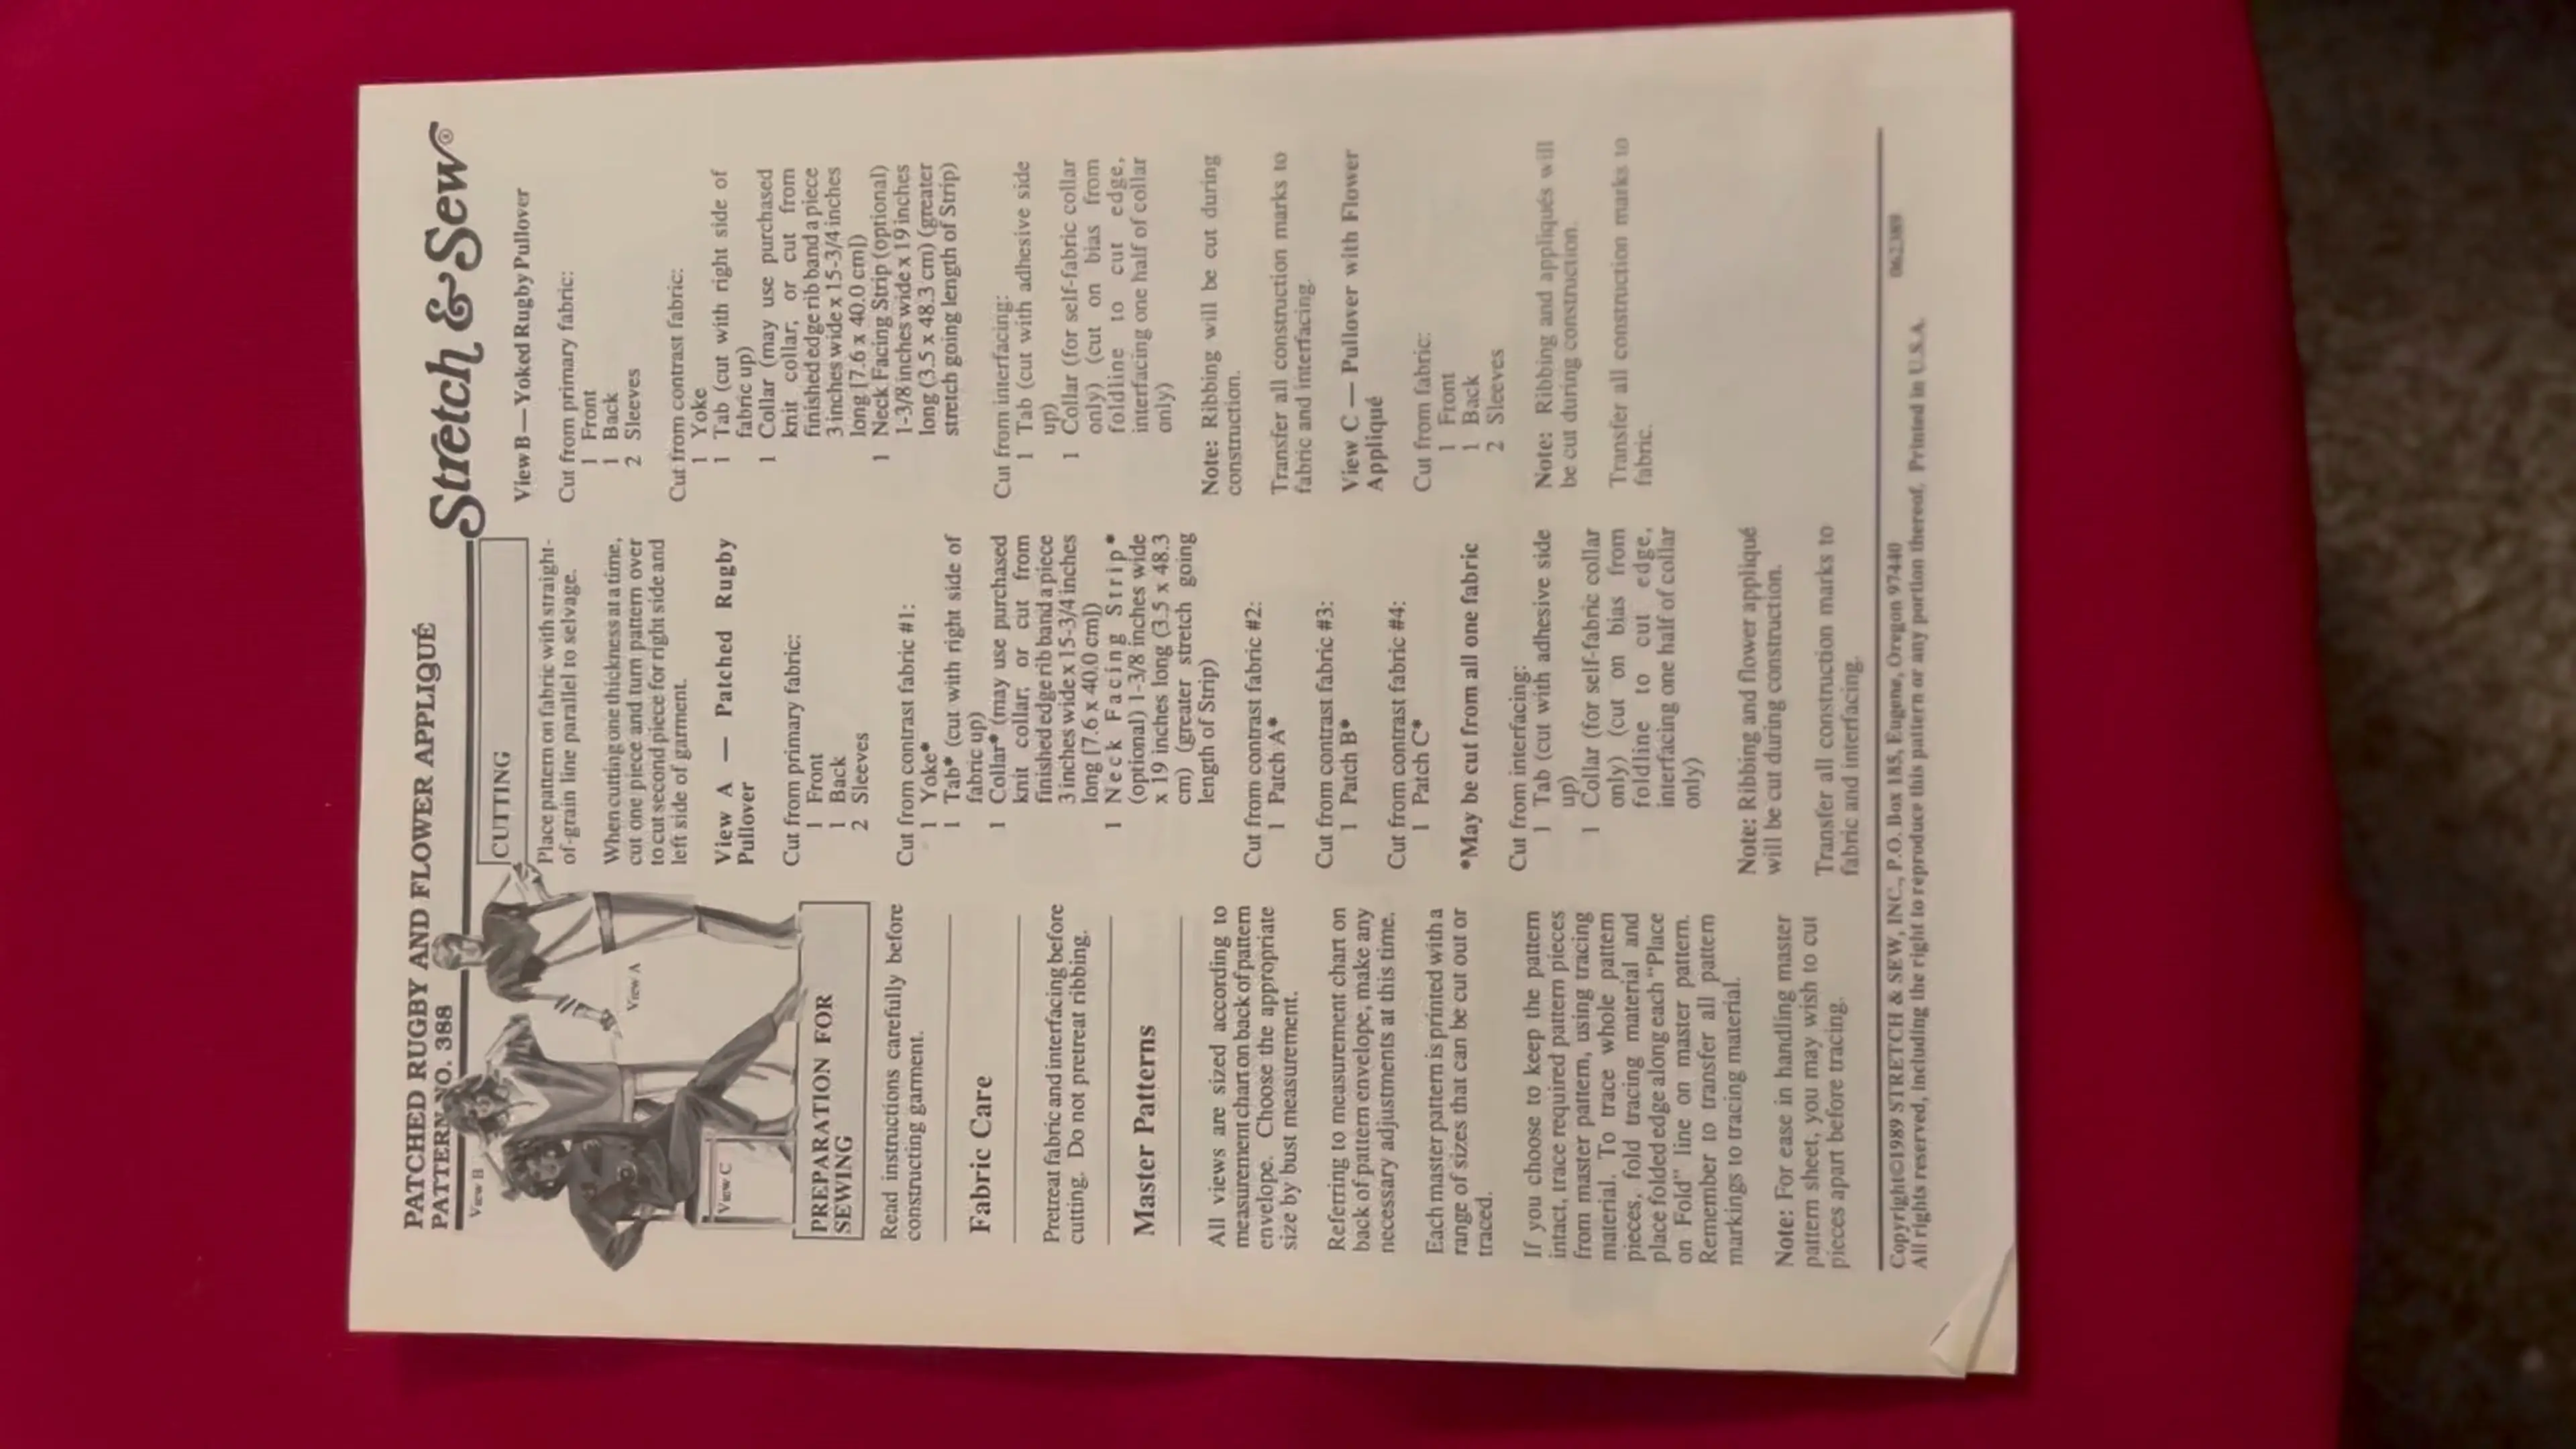 PATCHED RUGBY AND FLOWER APPLIQUÉ
PATTERN NO. 388
Stretch & Sew®
View B
View A
View C
PREPARATION FOR
SEWING
Read instructions carefully before
constructing garment.
Fabric Care
Pretreat fabric and interfacing before
cutting. Do not pretreat ribbing.
Master Patterns
All views are sized according to
measurement chart on back of pattern
envelope. Choose the appropriate
size by bust measurement.
Referring to measurement chart on
back of pattern envelope, make any
necessary adjustments at this time.
Each master pattern is printed with a
range of sizes that can be cut out or
traced.
If you choose to keep the pattern
intact, trace required pattern pieces
from master pattern, using tracing
material. To trace whole pattern
pieces, fold tracing material and
place folded edge along each "Place
on Fold" line on master pattern.
Remember to transfer all pattern
markings to tracing material.
Note: For ease in handling master
pattern sheet, you may wish to cut
pieces apart before tracing.
CUTTING
Place pattern on fabric with straight-
of-grain line parallel to selvage.
When cutting one thickness at a time,
cut one piece and turn pattern over
to cut second piece for right side and
left side of garment.
View A — Patched Rugby
Pullover
Cut from primary fabric:
1 Front
1 Back
2 Sleeves
Cut from contrast fabric #1:
1 Yoke*
1 Tab* (cut with right side of
fabric up)
1 Collar* (may use purchased
knit collar; or cut from
finished edge rib band a piece
3 inches wide x 15-3/4 inches
long [7.6 x 40.0 cm])
1 Neck Facing Strip*
(optional) 1-3/8 inches wide
x 19 inches long (3.5 x 48.3
cm) (greater stretch going
length of Strip)
Cut from contrast fabric #2:
1 Patch A*
Cut from contrast fabric #3:
1 Patch B*
Cut from contrast fabric #4:
1 Patch C*
*May be cut from all one fabric
Cut from interfacing:
1 Tab (cut with adhesive side
up)
1 Collar (for self-fabric collar
only) (cut on bias from
foldline to cut edge,
interfacing one half of collar
only)
Note: Ribbing and flower appliqué
will be cut during construction.
Transfer all construction marks to
fabric and interfacing.
View B — Yoked Rugby Pullover
Cut from primary fabric:
1 Front
1 Back
2 Sleeves
Cut from contrast fabric:
1 Yoke
1 Tab (cut with right side of
fabric up)
1 Collar (may use purchased
knit collar; or cut from
finished edge rib band a piece
3 inches wide x 15-3/4 inches
long [7.6 x 40.0 cm])
1 Neck Facing Strip (optional)
1-3/8 inches wide x 19 inches
long (3.5 x 48.3 cm) (greater
stretch going length of Strip)
Cut from interfacing:
1 Tab (cut with adhesive side
up)
1 Collar (for self-fabric collar
only) (cut on bias from
foldline to cut edge,
interfacing one half of collar
only)
Note: Ribbing will be cut during
construction.
Transfer all construction marks to
fabric and interfacing.
View C — Pullover with Flower
Appliqué
Cut from fabric:
1 Front
1 Back
2 Sleeves
Note: Ribbing and appliqués will
be cut during construction.
Transfer all construction marks to
fabric.
Copyright©1989 STRETCH & SEW, INC., P.O. Box 185, Eugene, Oregon 97440
All rights reserved, including the right to reproduce this pattern or any portion thereof. Printed in U.S.A.
062389